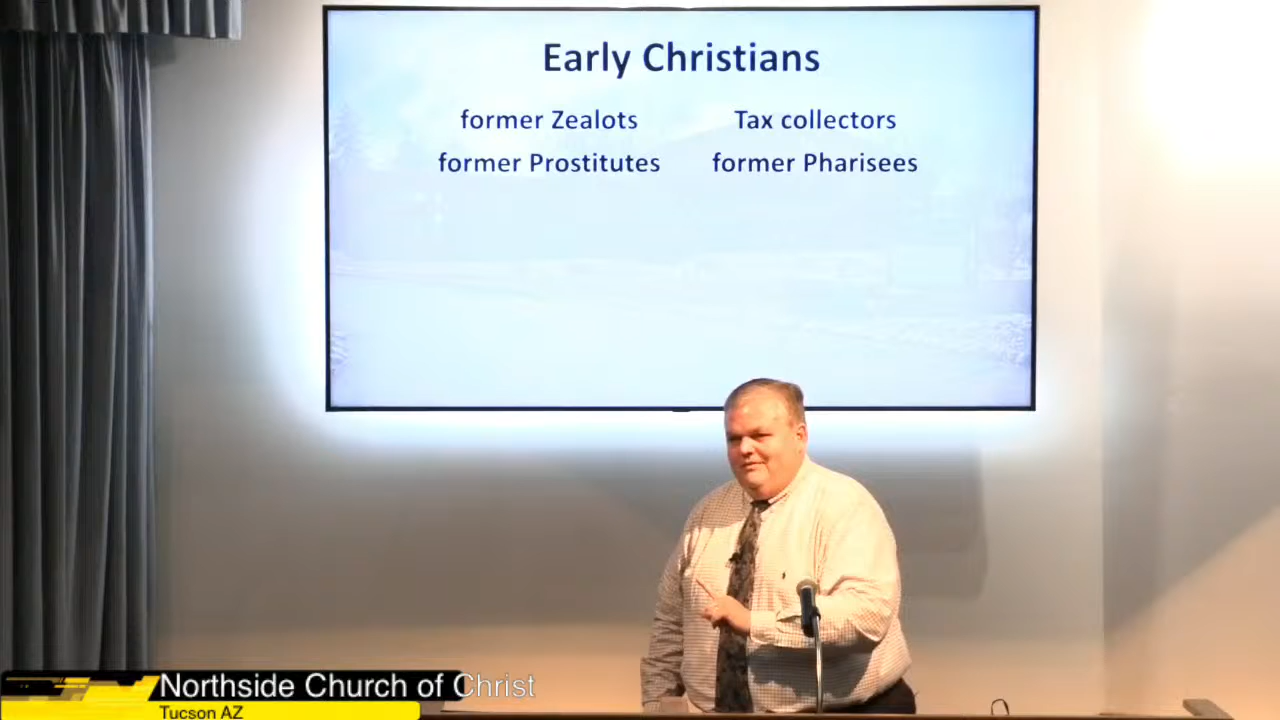 Early Christians
former Zealots Tax collectors
former Prostitutes former Pharisees
Northside Church of Christ
Tucson AZ